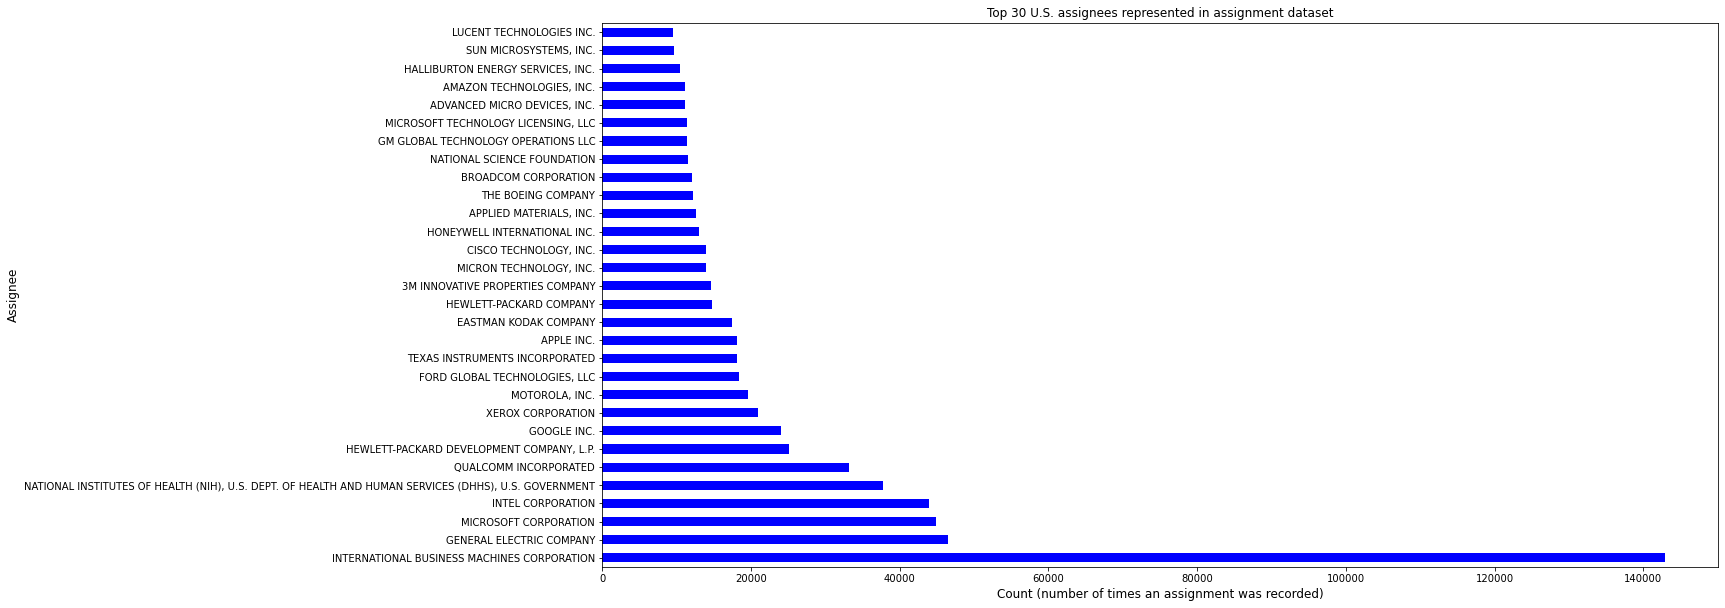 Top 30 U.S. assignees represented in assignment dataset
LUCENT TECHNOLOGIES INC.
SUN MICROSYSTEMS, INC.
HALLIBURTON ENERGY SERVICES, INC.
AMAZON TECHNOLOGIES, INC.
ADVANCED MICRO DEVICES, INC.
MICROSOFT TECHNOLOGY LICENSING, LLC
GM GLOBAL TECHNOLOGY OPERATIONS LLC
NATIONAL SCIENCE FOUNDATION
BROADCOM CORPORATION
THE BOEING COMPANY
APPLIED MATERIALS, INC.
HONEYWELL INTERNATIONAL INC.
CISCO TECHNOLOGY, INC.
MICRON TECHNOLOGY, INC.
3M INNOVATIVE PROPERTIES COMPANY
HEWLETT-PACKARD COMPANY
EASTMAN KODAK COMPANY
APPLE INC.
TEXAS INSTRUMENTS INCORPORATED
FORD GLOBAL TECHNOLOGIES, LLC
MOTOROLA, INC.
XEROX CORPORATION
GOOGLE INC.
HEWLETT-PACKARD DEVELOPMENT COMPANY, L.P.
QUALCOMM INCORPORATED
NATIONAL INSTITUTES OF HEALTH (NIH), U.S. DEPT. OF HEALTH AND HUMAN SERVICES (DHHS), U.S. GOVERNMENT
INTEL CORPORATION
MICROSOFT CORPORATION
GENERAL ELECTRIC COMPANY
INTERNATIONAL BUSINESS MACHINES CORPORATION
Assignee
0 20000 40000 60000 80000 100000 120000 140000
Count (number of times an assignment was recorded)